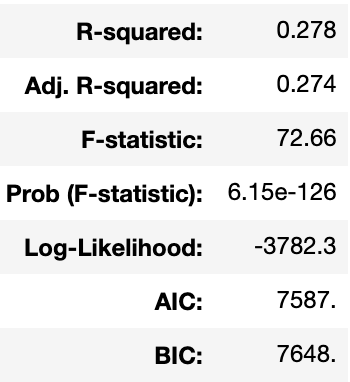 R-squared: 0.278
Adj. R-squared: 0.274
F-statistic: 72.66
Prob (F-statistic): 6.15e-126
Log-Likelihood: -3782.3
AIC: 7587.
BIC: 7648.